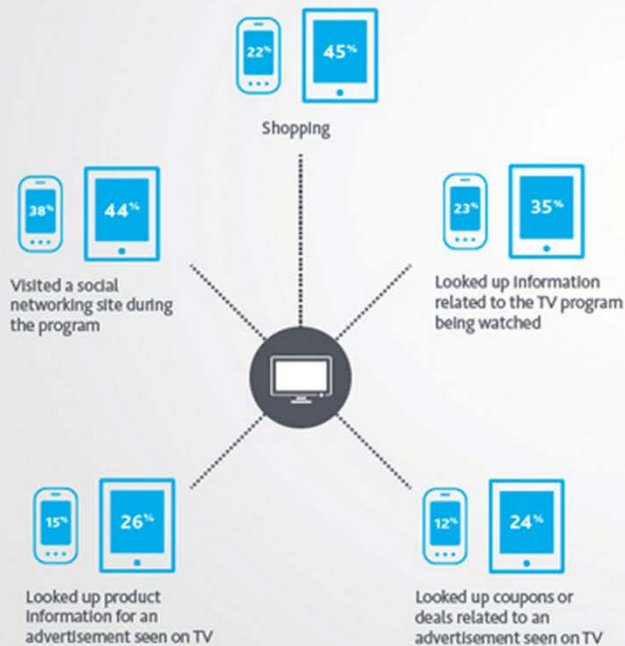 22%
45%
Shopping
38%
44%
Visited a social
networking site during
the program
23%
35%
Looked up information
related to the TV program
being watched
15%
26%
Looked up product
information for an
advertisement seen on TV
12%
24%
Looked up coupons or
deals related to an
advertisement seen on TV